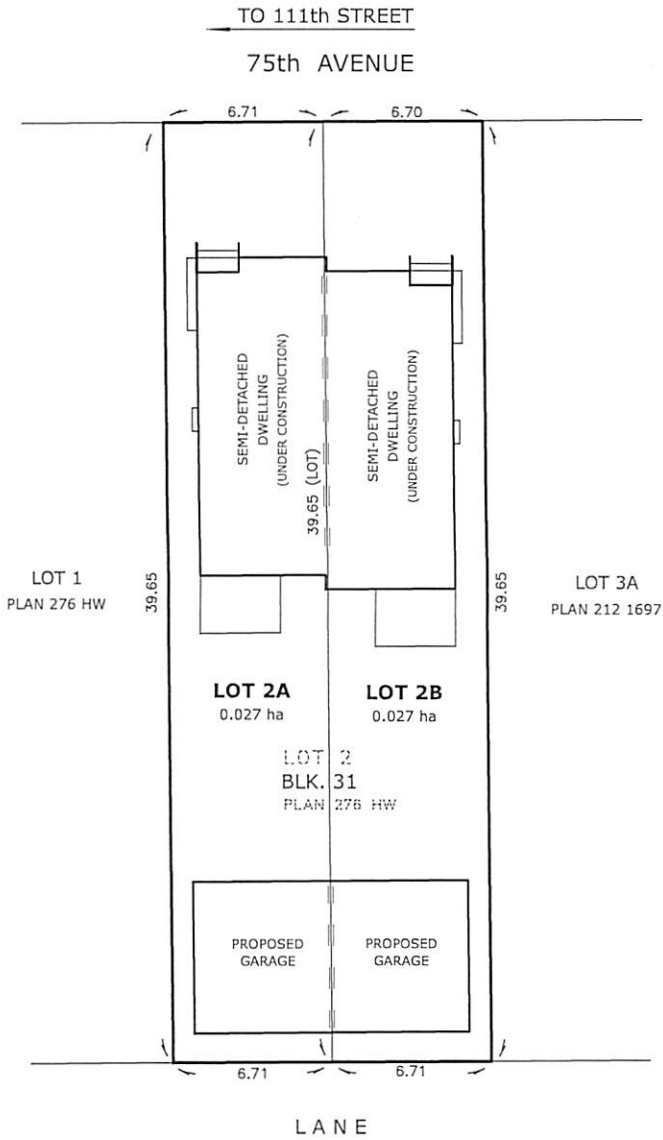 TO 111th STREET
75th AVENUE
6.71
6.70
SEMI-DETACHED
DWELLING
(UNDER CONSTRUCTION)
39.65 (LOT)
SEMI-DETACHED
DWELLING
(UNDER CONSTRUCTION)
LOT 1
PLAN 276 HW
39.65
39.65
LOT 3A
PLAN 212 1697
LOT 2A
0.027 ha
LOT 2B
0.027 ha
LOT 2
BLK. 31
PLAN 276 HW
PROPOSED
GARAGE
PROPOSED
GARAGE
6.71
6.71
LANE